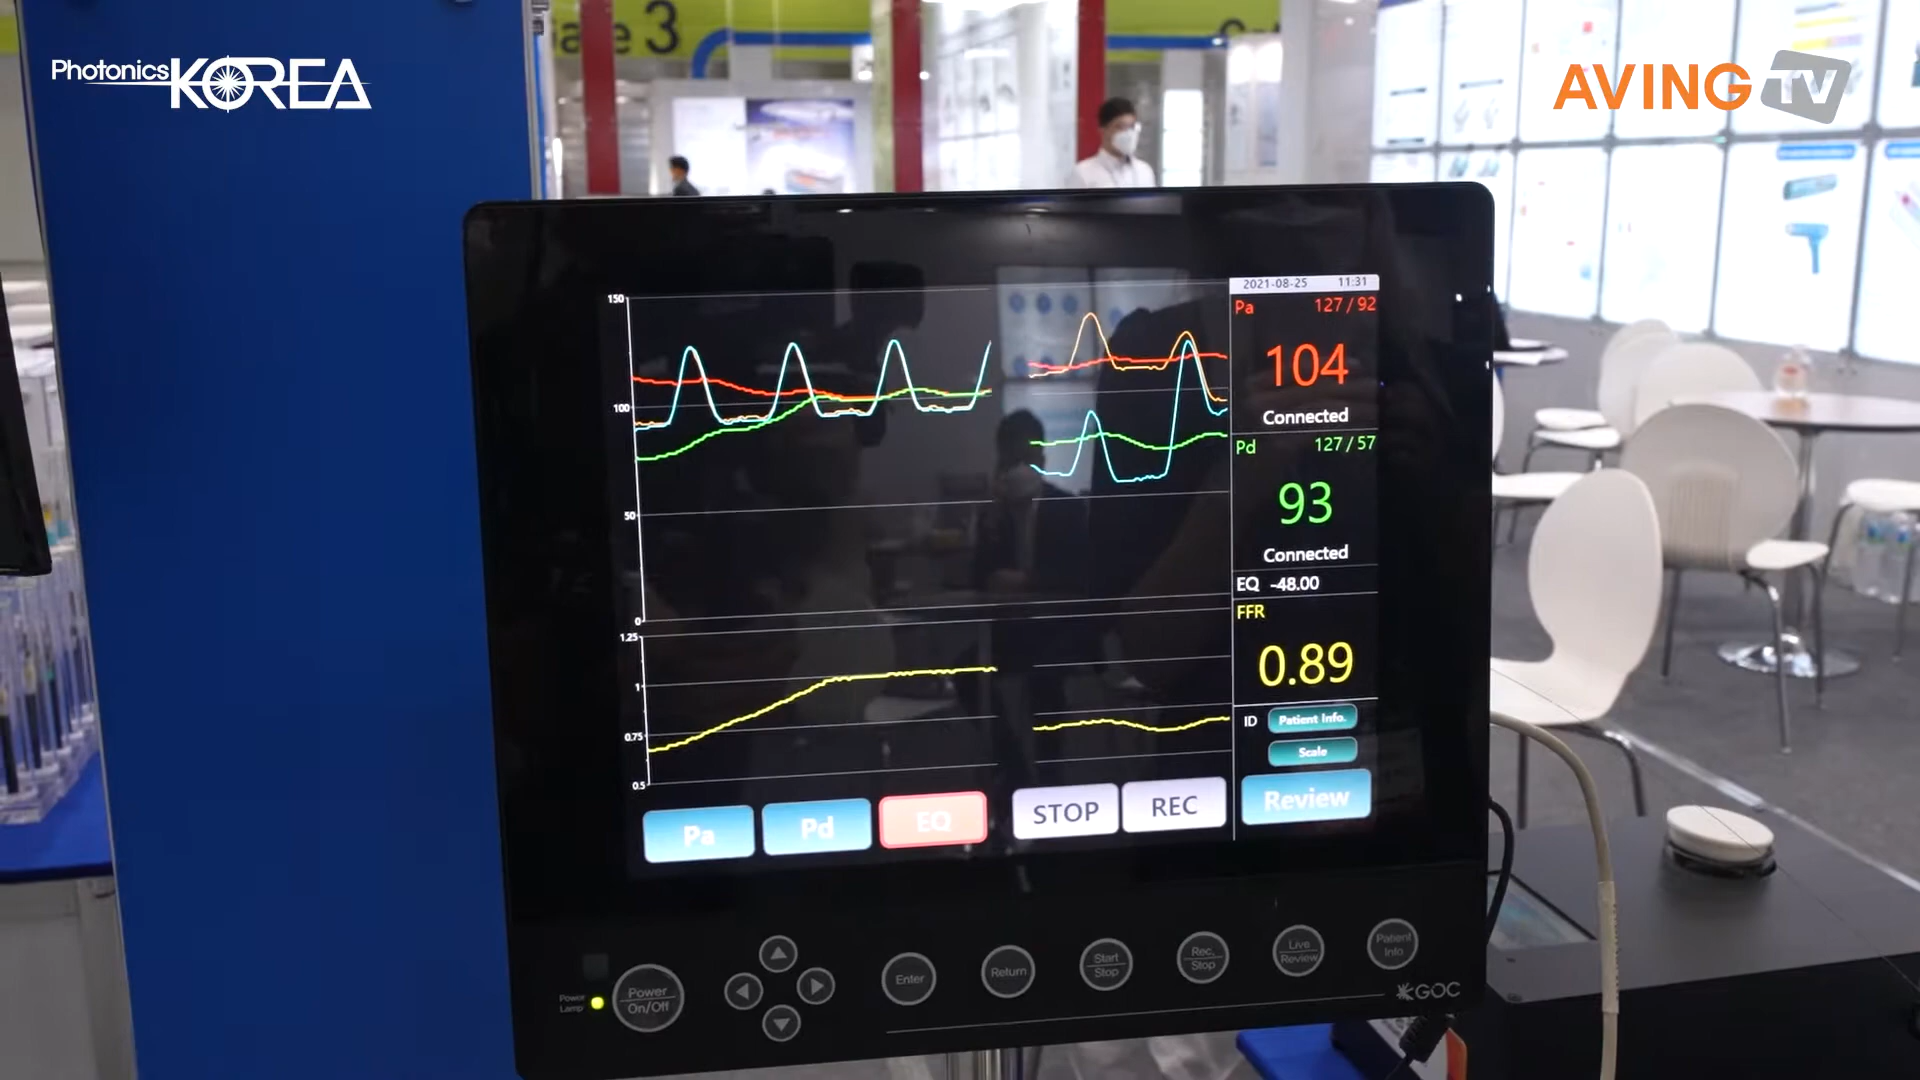 Photonics KOREA
AVING TV
Gate 3
2021-08-25 11:31
Pa 127 / 92
104
Connected
Pd 127 / 57
93
Connected
EQ -48.00
FFR
0.89
ID Patient Info.
Scale
Review
150
100
50
0
1.25
1
0.75
0.5
Pa Pd EQ STOP REC
Power Lamp
Power On/Off
Enter
Return
Start Stop
Rec. Stop
Live Review
Patient Info
GOC